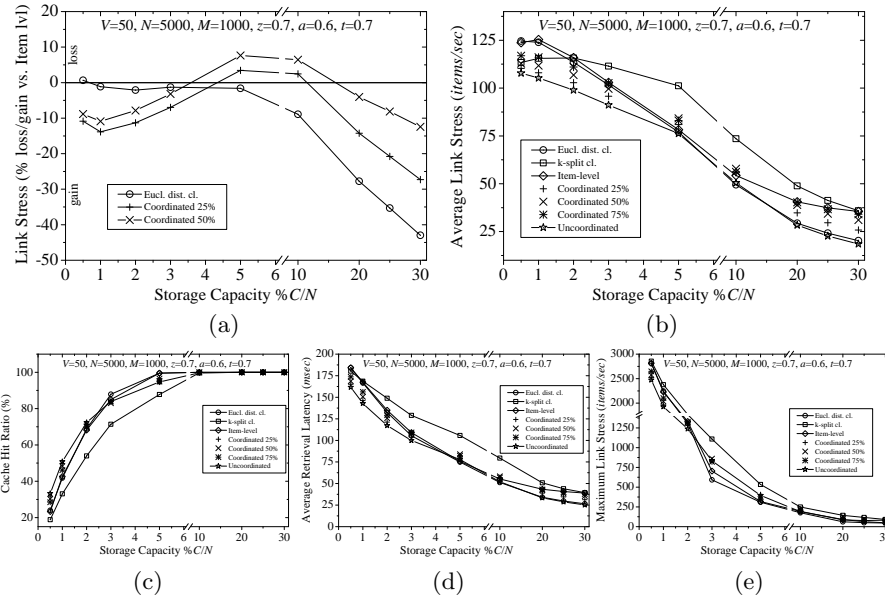 V=50, N=5000, M=1000, z=0.7, a=0.6, t=0.7
Link Stress (% loss/gain vs. Item lvl)
loss
gain
20
10
0
-10
-20
-30
-40
-50
Eucl. dist. cl.
Coordinated 25%
Coordinated 50%
0 1 2 3 4 5 6 10 20 30
Storage Capacity %C/N
(a)
V=50, N=5000, M=1000, z=0.7, a=0.6, t=0.7
Average Link Stress (items/sec)
125
100
75
50
25
Eucl. dist. cl.
k-split cl.
Item-level
Coordinated 25%
Coordinated 50%
Coordinated 75%
Uncoordinated
0 1 2 3 4 5 6 10 20 30
Storage Capacity %C/N
(b)
V=50, N=5000, M=1000, z=0.7, a=0.6, t=0.7
Cache Hit Ratio (%)
100
80
60
40
20
Eucl. dist. cl.
k-split cl.
Item-level
Coordinated 25%
Coordinated 50%
Coordinated 75%
Uncoordinated
0 1 2 3 4 5 6 10 20 30
Storage Capacity %C/N
(c)
V=50, N=5000, M=1000, z=0.7, a=0.6, t=0.7
Average Retrieval Latency (msec)
200
175
150
125
100
75
50
25
0
Eucl. dist. cl.
k-split cl.
Item-level
Coordinated 25%
Coordinated 50%
Coordinated 75%
Uncoordinated
0 1 2 3 4 5 6 10 20 30
Storage Capacity %C/N
(d)
V=50, N=5000, M=1000, z=0.7, a=0.6, t=0.7
Maximum Link Stress (items/sec)
3000
2500
2000
1500
1250
1000
750
500
250
0
Eucl. dist. cl.
k-split cl.
Item-level
Coordinated 25%
Coordinated 50%
Coordinated 75%
Uncoordinated
0 1 2 3 4 5 6 10 20 30
Storage Capacity %C/N
(e)